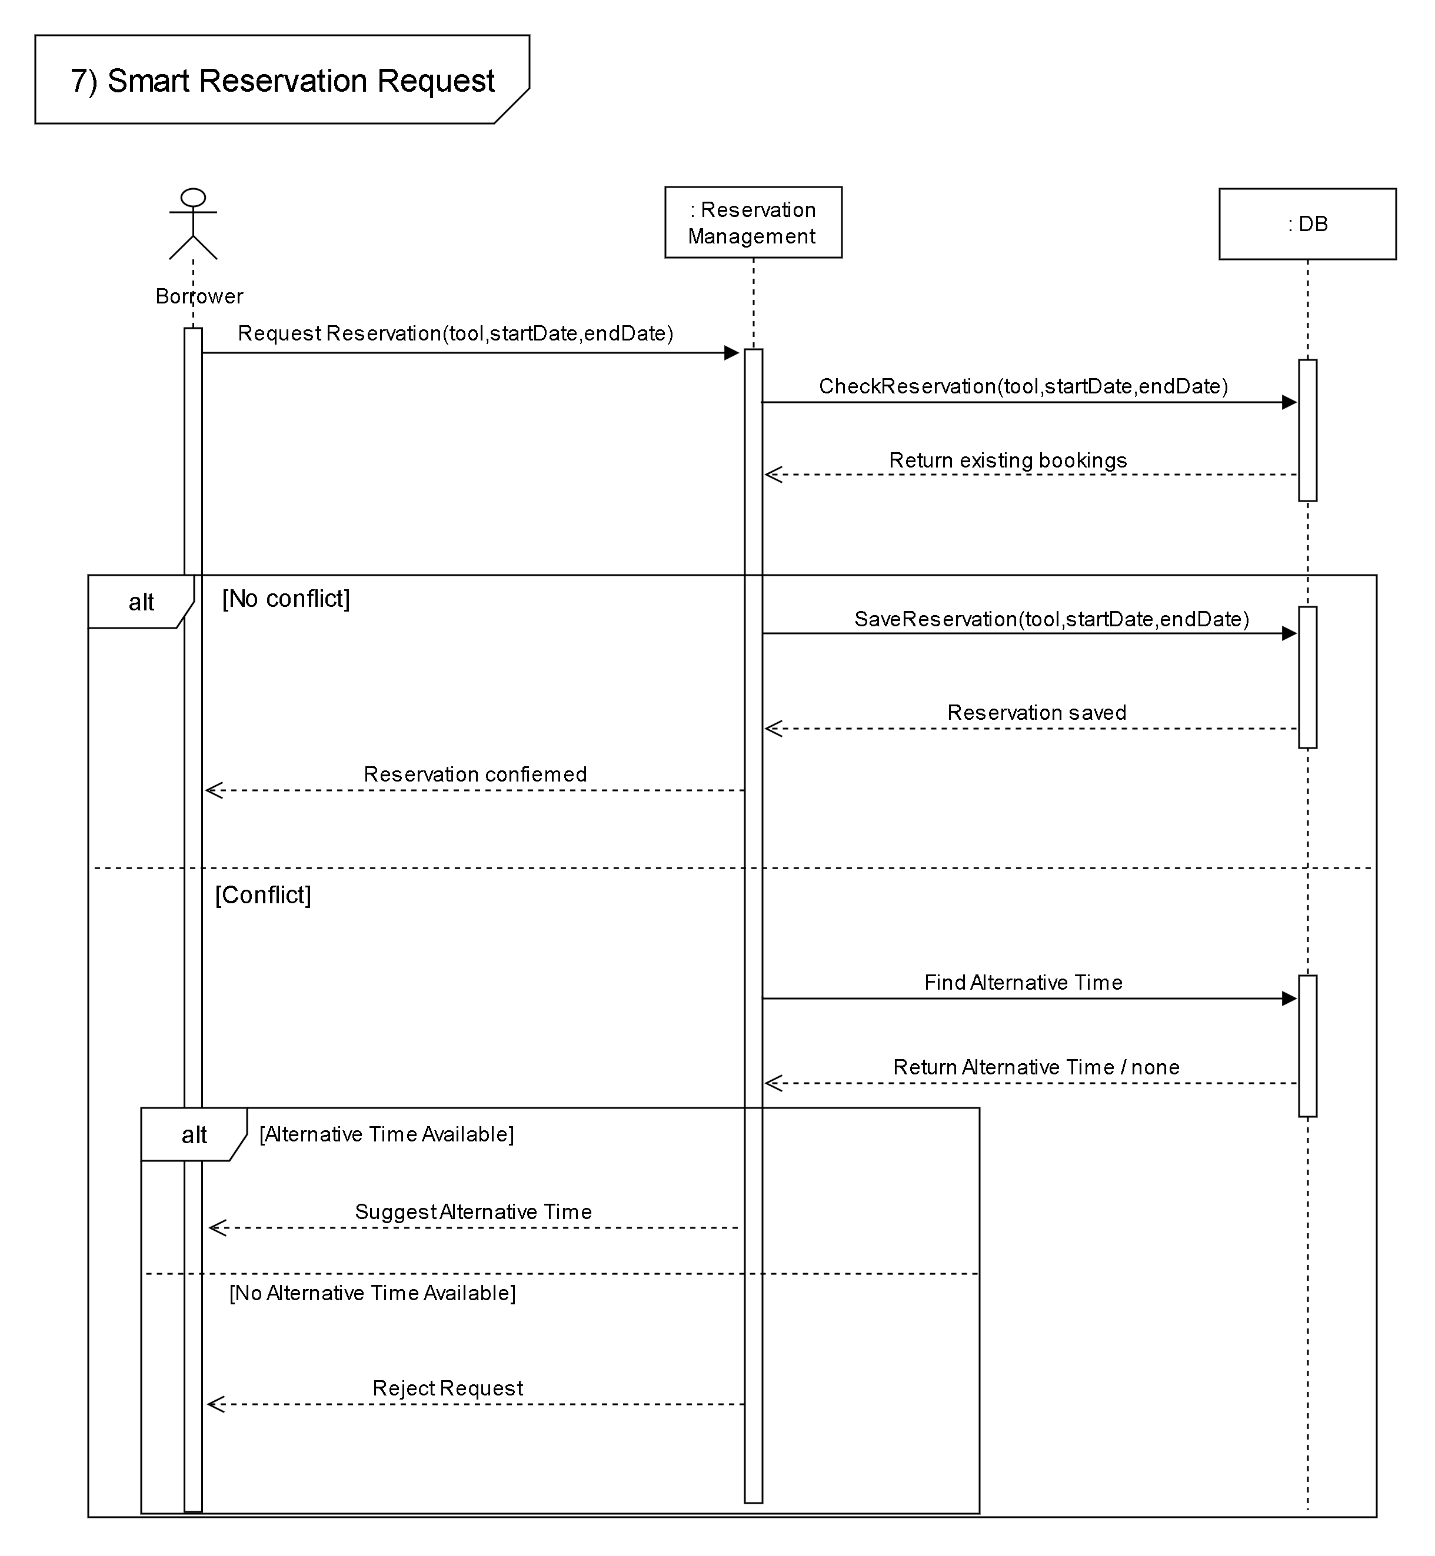 7) Smart Reservation Request
: Reservation
Management
: DB
Borrower
Request Reservation(tool,startDate,endDate)
CheckReservation(tool,startDate,endDate)
Return existing bookings
alt
[No conflict]
SaveReservation(tool,startDate,endDate)
Reservation saved
Reservation confiemed
[Conflict]
Find Alternative Time
Return Alternative Time / none
alt
[Alternative Time Available]
Suggest Alternative Time
[No Alternative Time Available]
Reject Request